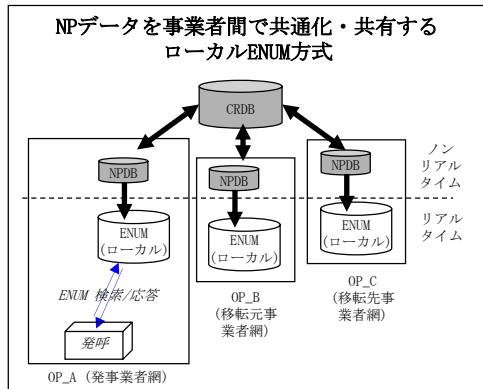 NPデータを事業者間で共通化・共有する
ローカルENUM方式
CRDB
NPDB
NPDB
NPDB
ノン
リアル
タイム
リアル
タイム
ENUM
(ローカル)
ENUM
(ローカル)
ENUM
(ローカル)
ENUM 検索/応答
発呼
OP_A (発事業者網)
OP_B
(移転元事
業者網)
OP_C
(移転先事
業者網)